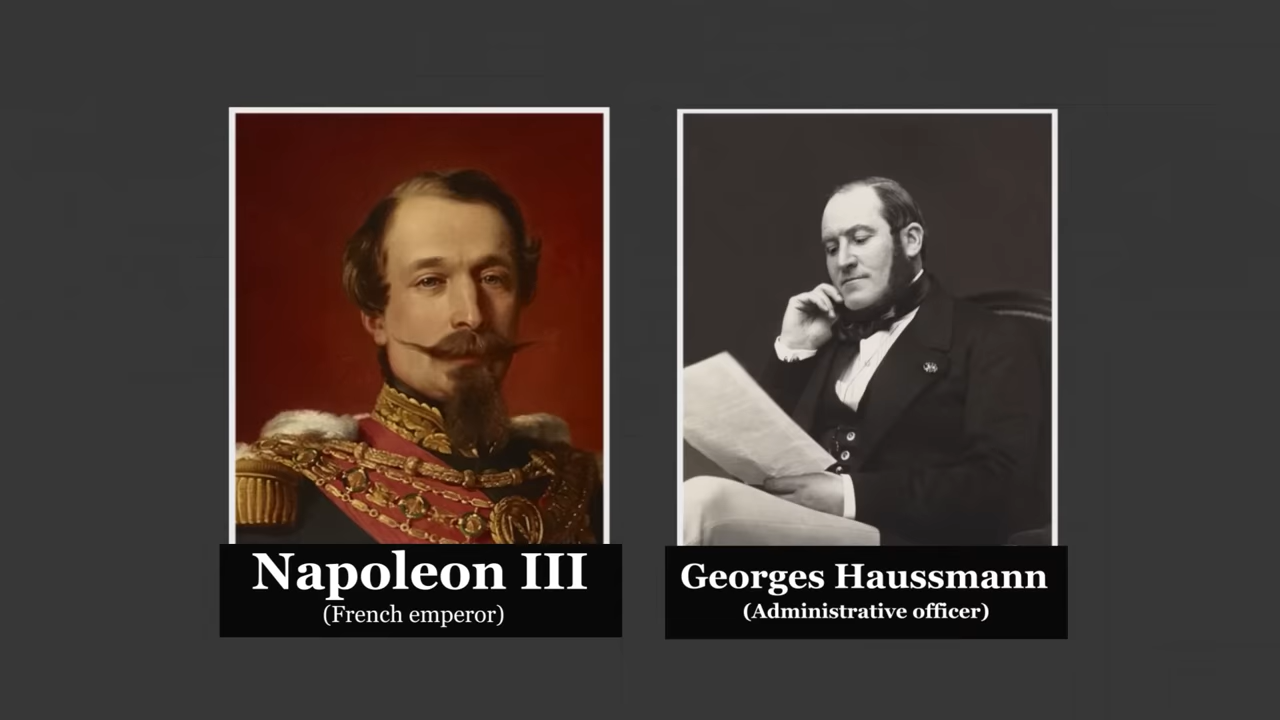 Napoleon III
(French emperor)
Georges Haussmann
(Administrative officer)